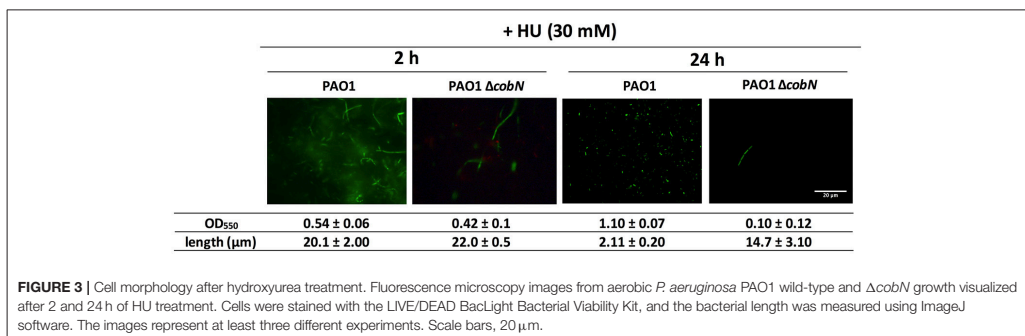 + HU (30 mM)
2 h 24 h
PAO1 PAO1 ΔcobN PAO1 PAO1 ΔcobN
20 μm
OD550 0.54 ± 0.06 0.42 ± 0.1 1.10 ± 0.07 0.10 ± 0.12
length (μm) 20.1 ± 2.00 22.0 ± 0.5 2.11 ± 0.20 14.7 ± 3.10
FIGURE 3 | Cell morphology after hydroxyurea treatment. Fluorescence microscopy images from aerobic P. aeruginosa PAO1 wild-type and ΔcobN growth visualized
after 2 and 24 h of HU treatment. Cells were stained with the LIVE/DEAD BacLight Bacterial Viability Kit, and the bacterial length was measured using ImageJ
software. The images represent at least three different experiments. Scale bars, 20 μm.